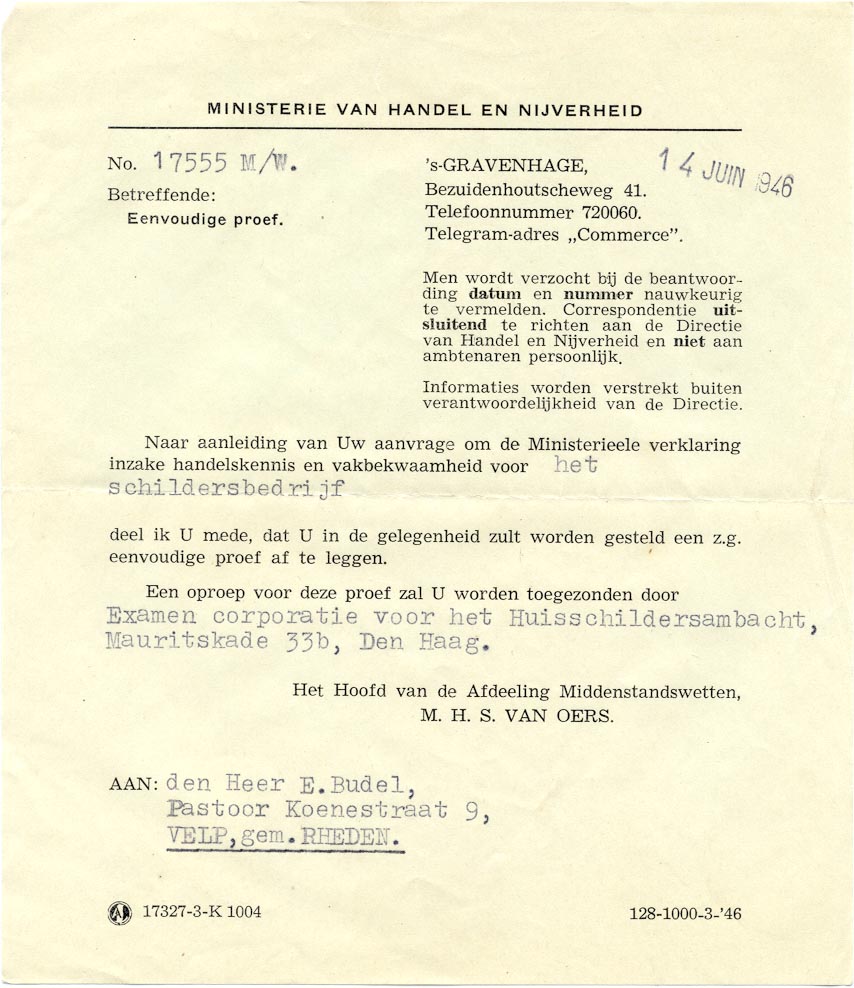 MINISTERIE VAN HANDEL EN NIJVERHEID
No. 17555 M/W.
Betreffende:
Eenvoudige proef.
's-GRAVENHAGE,
14 JUIN 1946
Bezuidenhoutscheweg 41.
Telefoonnummer 720060.
Telegram-adres „Commerce”.
Men wordt verzocht bij de beantwoor-
ding datum en nummer nauwkeurig
te vermelden. Correspondentie uit-
sluitend te richten aan de Directie
van Handel en Nijverheid en niet aan
ambtenaren persoonlijk.
Informaties worden verstrekt buiten
verantwoordelijkheid van de Directie.
Naar aanleiding van Uw aanvrage om de Ministerieele verklaring
inzake handelskennis en vakbekwaamheid voor het
schildersbedrijf
deel ik U mede, dat U in de gelegenheid zult worden gesteld een z.g.
eenvoudige proef af te leggen.
Een oproep voor deze proef zal U worden toegezonden door
Examen corporatie voor het Huisschildersambacht,
Mauritskade 33b, Den Haag.
Het Hoofd van de Afdeeling Middenstandswetten,
M. H. S. VAN OERS.
AAN: den Heer E.Budel,
Pastoor Koenestraat 9,
VELP,gem.RHEDEN.
17327-3-K 1004
128-1000-3-'46